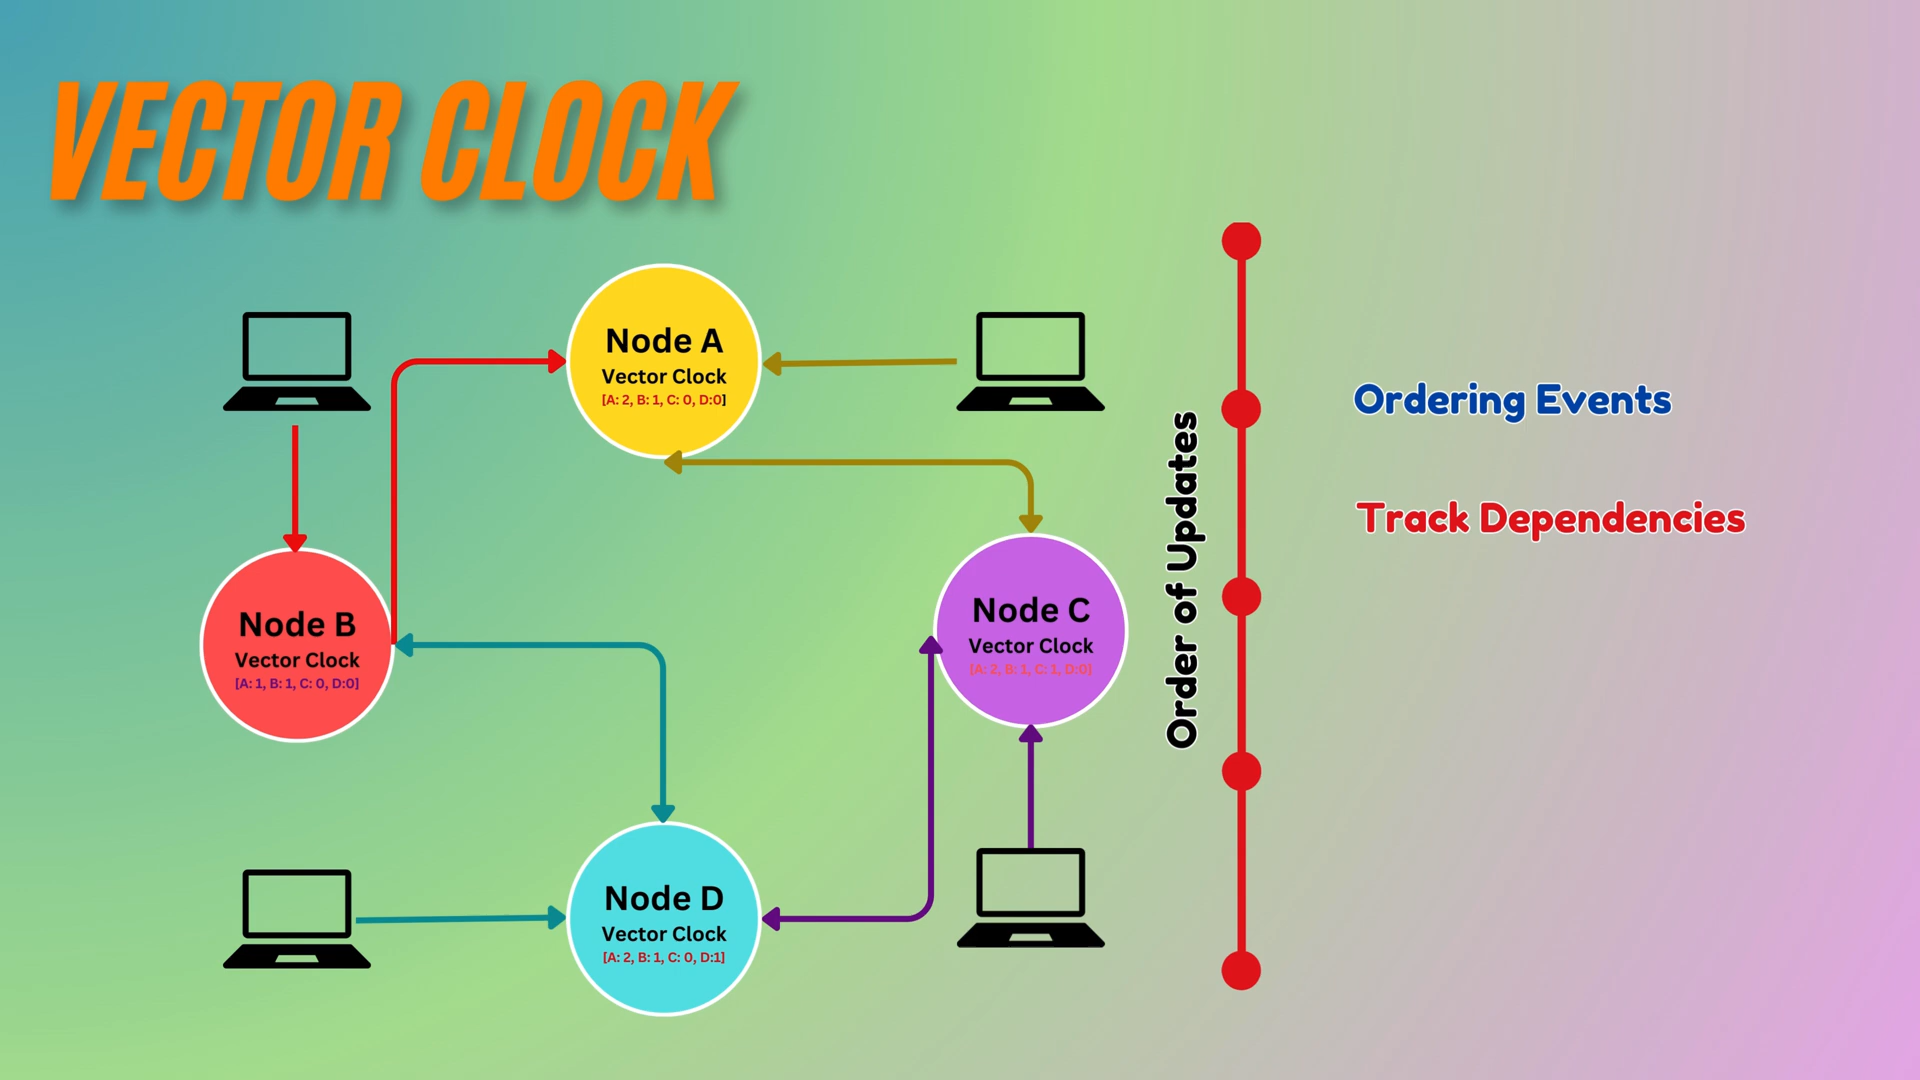 VECTOR CLOCK
Node A
Vector Clock
[A: 2, B: 1, C: 0, D:0]
Node B
Vector Clock
[A: 1, B: 1, C: 0, D:0]
Node C
Vector Clock
[A: 2, B: 1, C: 1, D:0]
Node D
Vector Clock
[A: 2, B: 1, C: 0, D:1]
Order of Updates
Ordering Events
Track Dependencies